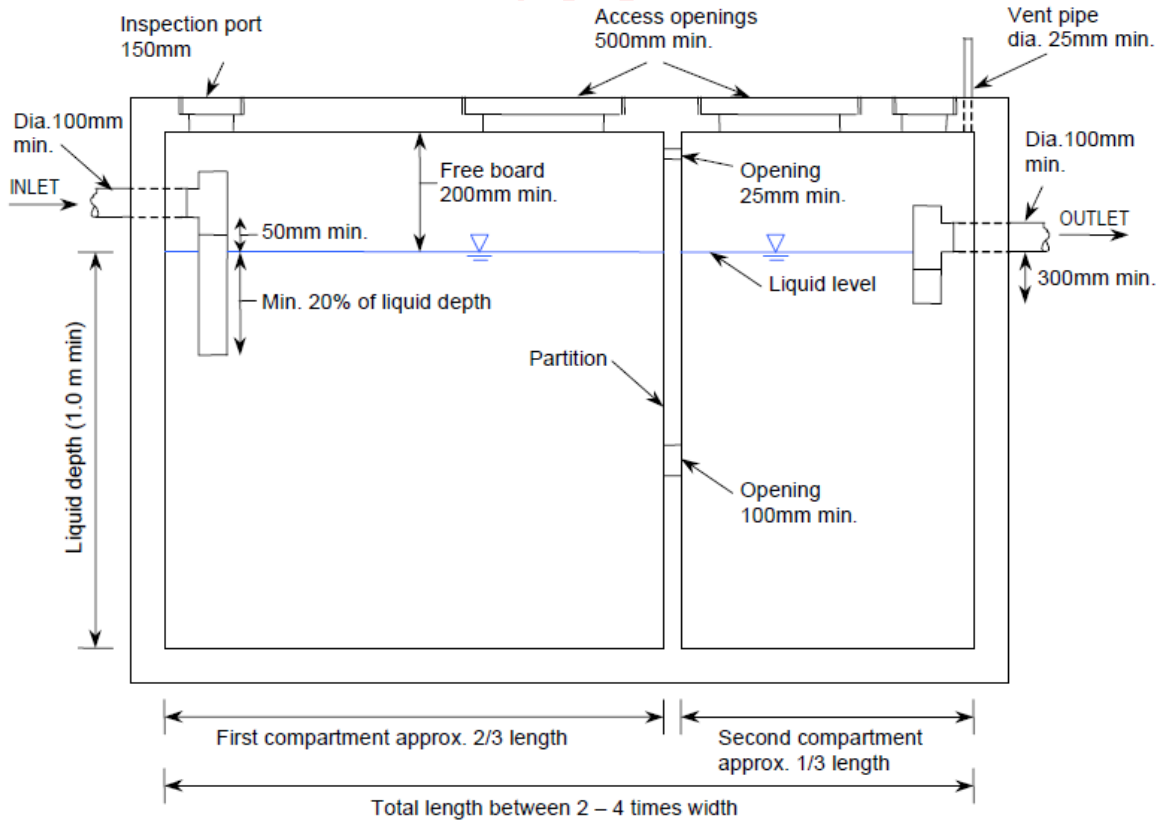 Inspection port
150mm
Access openings
500mm min.
Vent pipe
dia. 25mm min.
Dia.100mm
min.
INLET
Free board
200mm min.
Opening
25mm min.
Dia.100mm
min.
OUTLET
50mm min.
Min. 20% of liquid depth
Liquid level
300mm min.
Partition
Liquid depth (1.0 m min)
Opening
100mm min.
First compartment approx. 2/3 length
Second compartment
approx. 1/3 length
Total length between 2 – 4 times width